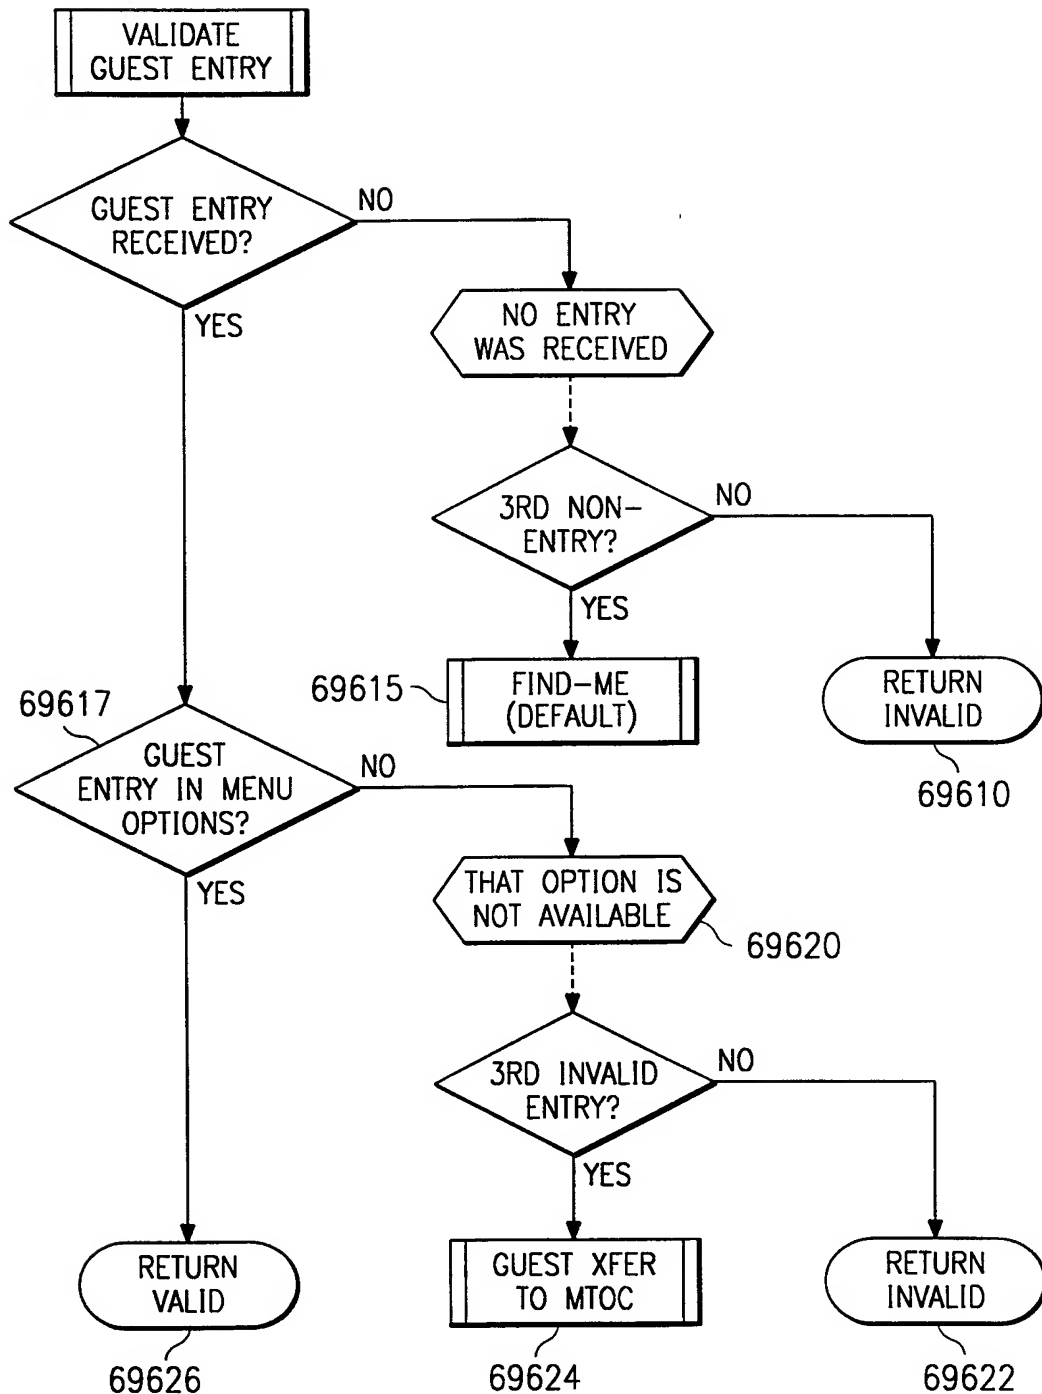 VALIDATE
GUEST ENTRY
GUEST ENTRY
RECEIVED?
NO
YES
NO ENTRY
WAS RECEIVED
3RD NON-
ENTRY?
NO
YES
69615
FIND-ME
(DEFAULT)
RETURN
INVALID
69610
69617
GUEST
ENTRY IN MENU
OPTIONS?
NO
YES
THAT OPTION IS
NOT AVAILABLE
69620
3RD INVALID
ENTRY?
NO
YES
RETURN
VALID
69626
GUEST XFER
TO MTOC
69624
RETURN
INVALID
69622